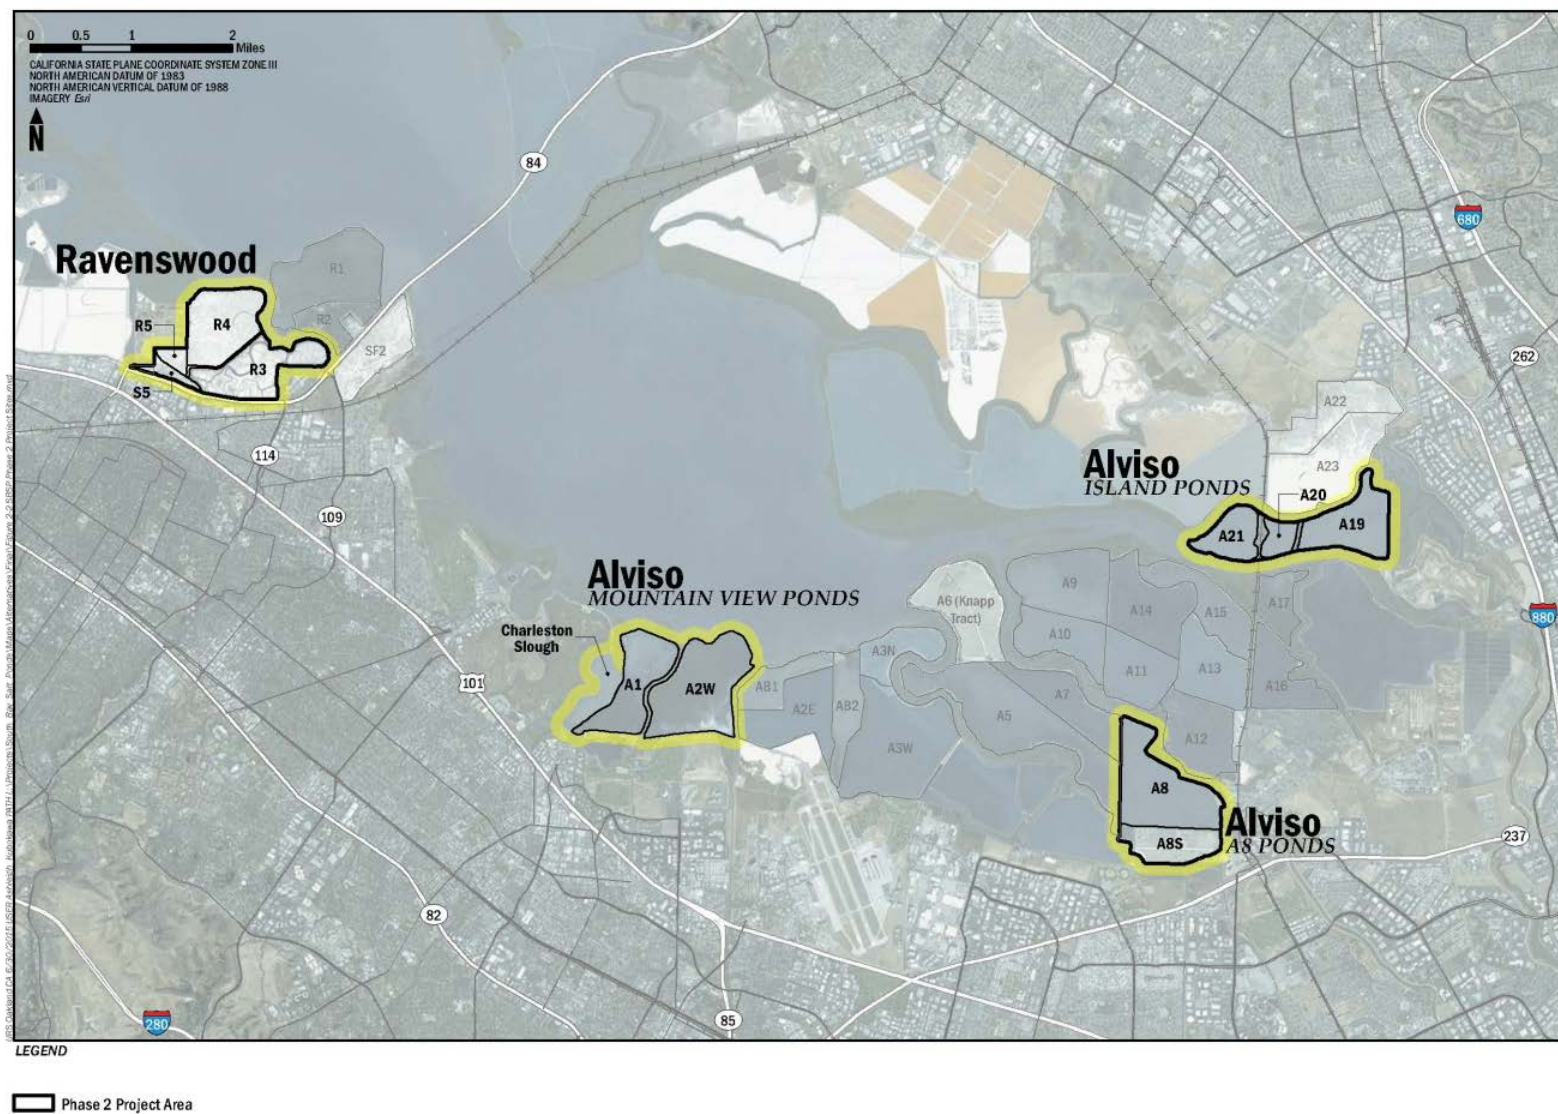 0 0.5 1 2
Miles
CALIFORNIA STATE PLANE COORDINATE SYSTEM ZONE III
NORTH AMERICAN DATUM OF 1983
NORTH AMERICAN VERTICAL DATUM OF 1988
IMAGERY Esri
N
84
680
Ravenswood
R1
R5
R4
R2
R3
SF2
S5
262
A22
114
Alviso
ISLAND PONDS
A23
A20
109
A21
A19
Alviso
MOUNTAIN VIEW PONDS
A9
A6 (Knapp
Tract)
A14
A15
A17
880
Charleston
Slough
A10
A3N
A11
A13
101
A1
A2W
AB1
A2E
AB2
A7
A16
A5
A12
A3W
A8
Alviso
A8 PONDS
A8S
237
82
280
85
LEGEND
Phase 2 Project Area